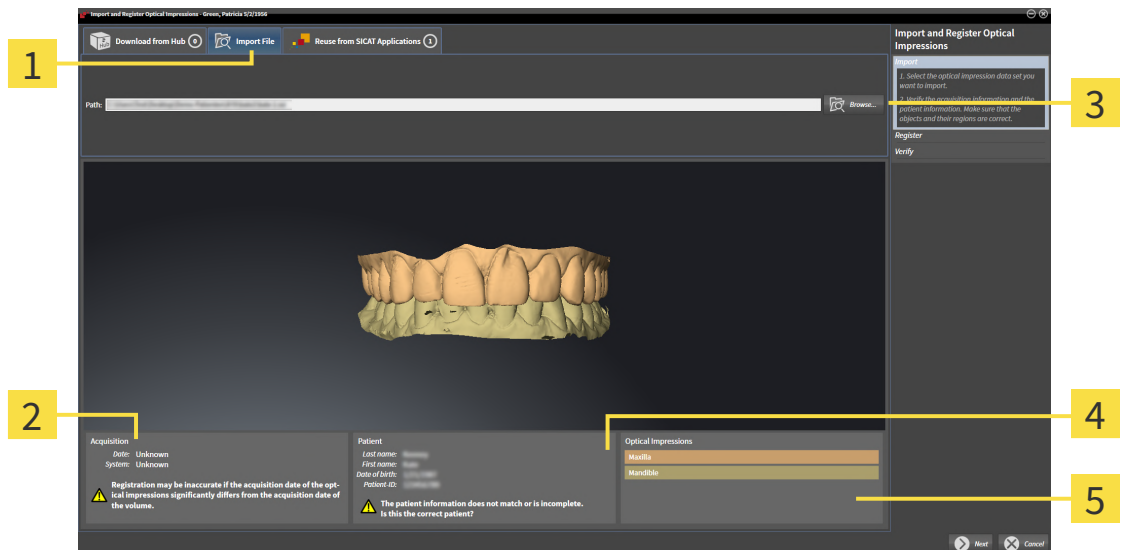 Import and Register Optical Impressions - Green, Patricia 5/2/1956
HUB
Download from Hub 0
Import File
Reuse from SICAT Applications 1
Path:
Browse...
Import and Register Optical
Impressions
Import
1. Select the optical impression data set you
want to import.
2. Verify the acquisition information and the
patient information. Make sure that the
objects and their regions are correct.
Register
Verify
1
3
2
4
5
Acquisition
Date: Unknown
System: Unknown
Registration may be inaccurate if the acquisition date of the opt-
ical impressions significantly differs from the acquisition date of
the volume.
Patient
Last name:
First name:
Date of birth:
Patient-ID:
The patient information does not match or is incomplete.
Is this the correct patient?
Optical Impressions
Maxilla
Mandible
Next
Cancel